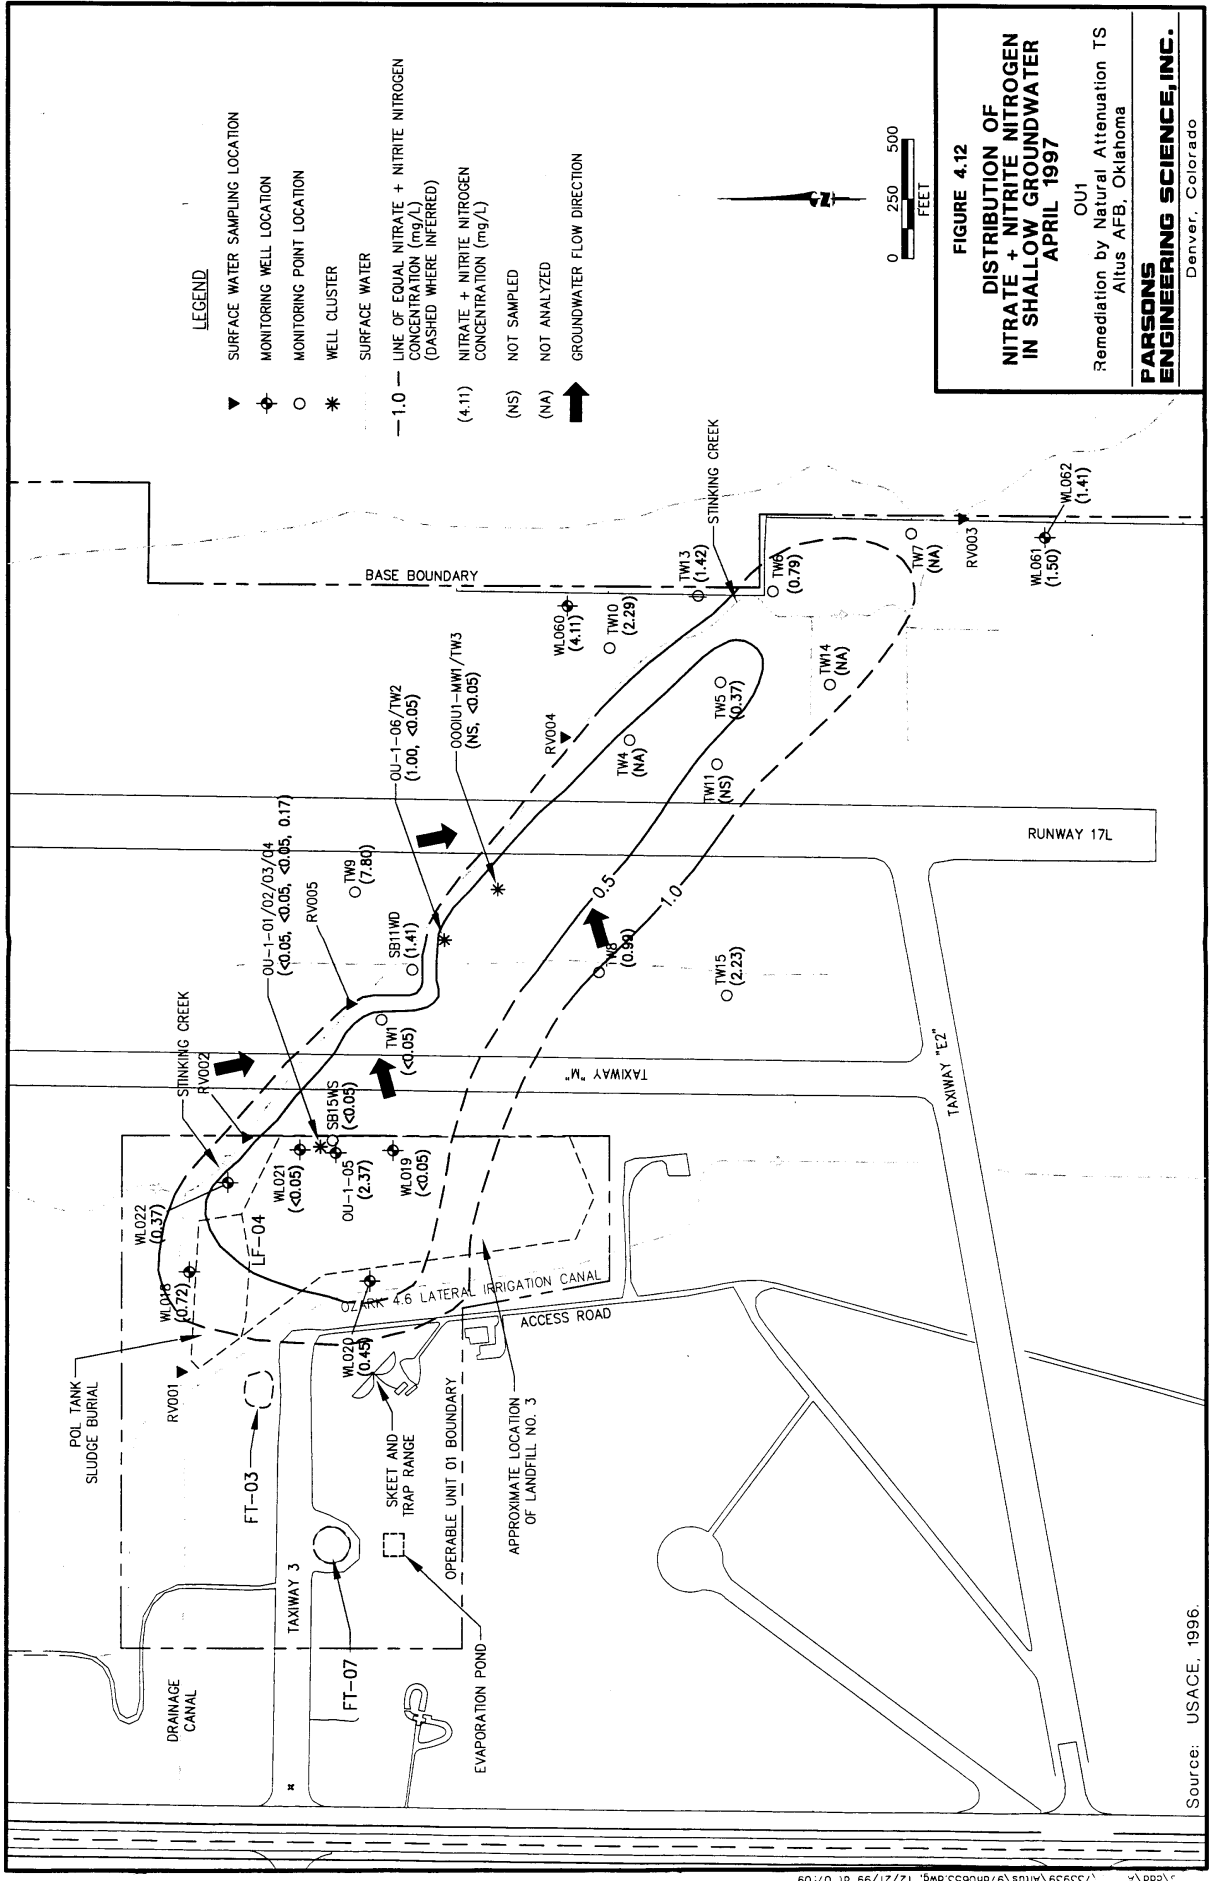 LEGEND
SURFACE WATER SAMPLING LOCATION
MONITORING WELL LOCATION
MONITORING POINT LOCATION
WELL CLUSTER
SURFACE WATER
—1.0— LINE OF EQUAL NITRATE + NITRITE NITROGEN
CONCENTRATION (mg/L)
(DASHED WHERE INFERRED)
(4.11) NITRATE + NITRITE NITROGEN
CONCENTRATION (mg/L)
(NS) NOT SAMPLED
(NA) NOT ANALYZED
GROUNDWATER FLOW DIRECTION
N
0 250 500
FEET
FIGURE 4.12
DISTRIBUTION OF
NITRATE + NITRITE NITROGEN
IN SHALLOW GROUNDWATER
APRIL 1997
OU1
Remediation by Natural Attenuation TS
Altus AFB, Oklahoma
PARSONS
ENGINEERING SCIENCE, INC.
Denver, Colorado
DRAINAGE
CANAL
TAXIWAY 3
FT-07
FT-03
EVAPORATION POND
POL TANK
SLUDGE BURIAL
SKEET AND
TRAP RANGE
OPERABLE UNIT 01 BOUNDARY
APPROXIMATE LOCATION
OF LANDFILL NO. 3
ACCESS ROAD
OZARK 4.6 LATERAL IRRIGATION CANAL
RV001
WL018
(0.72)
WL020
(0.45)
LF-04
WL022
(0.37)
STINKING CREEK
RV002
WL021
(<0.05)
OU-1-05
(2.37)
WL019
(<0.05)
SB15WS
(<0.05)
OU-1-01/02/03/04
(<0.05, <0.05, <0.05, 0.17)
RV005
TW1
(<0.05)
TAXIWAY "M"
TW9
(7.80)
SB11WD
(1.41)
OU-1-06/TW2
(1.00, <0.05)
000IU1-MW1/TW3
(NS, <0.05)
TW8
(0.99)
TW15
(2.23)
0.5
1.0
TAXIWAY "E2"
RUNWAY 17L
RV004
TW4
(NA)
TW11
(NS)
TW5
(0.37)
TW14
(NA)
BASE BOUNDARY
WL060
(4.11)
TW10
(2.29)
TW13
(1.42)
STINKING CREEK
TW6
(0.79)
TW7
(NA)
RV003
WL061
(1.50)
WL062
(1.41)
Source: USACE, 1996.